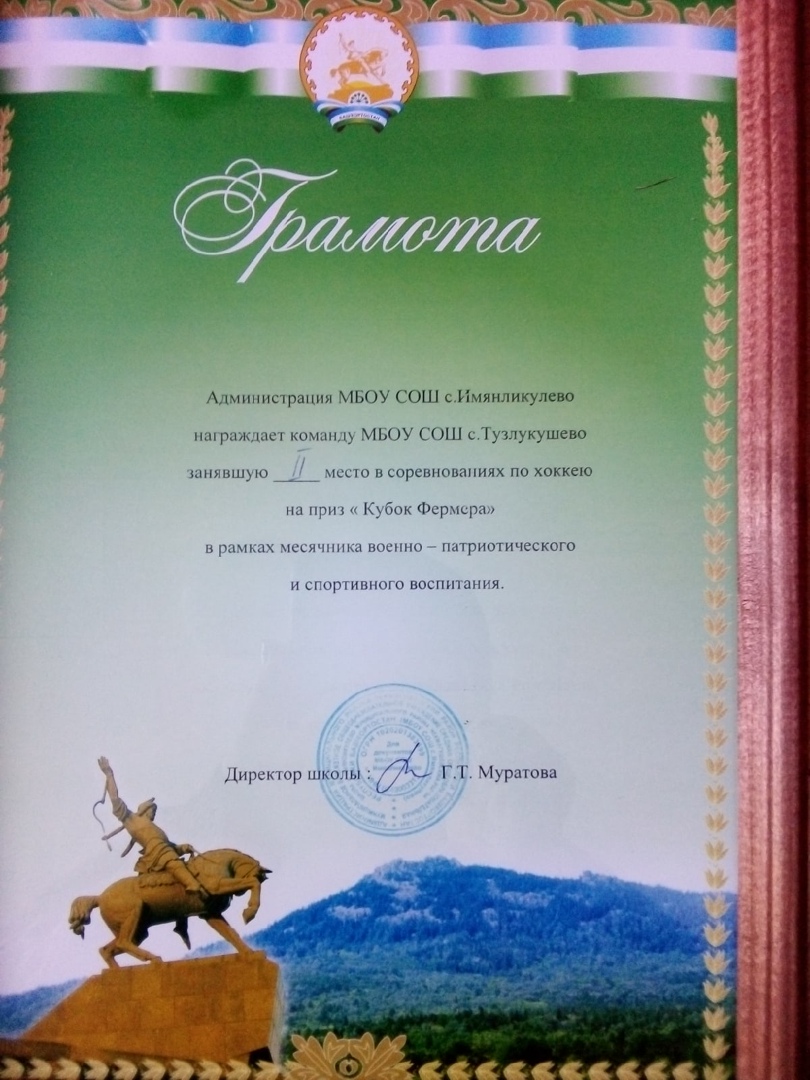 БАШКОРТОСТАН
Грамота
Администрация МБОУ СОШ с.Имянликулево
награждает команду МБОУ СОШ с.Тузлукушево
занявшую II место в соревнованиях по хоккею
на приз « Кубок Фермера»
в рамках месячника военно – патриотического
и спортивного воспитания.
Директор школы : Г.Т. Муратова